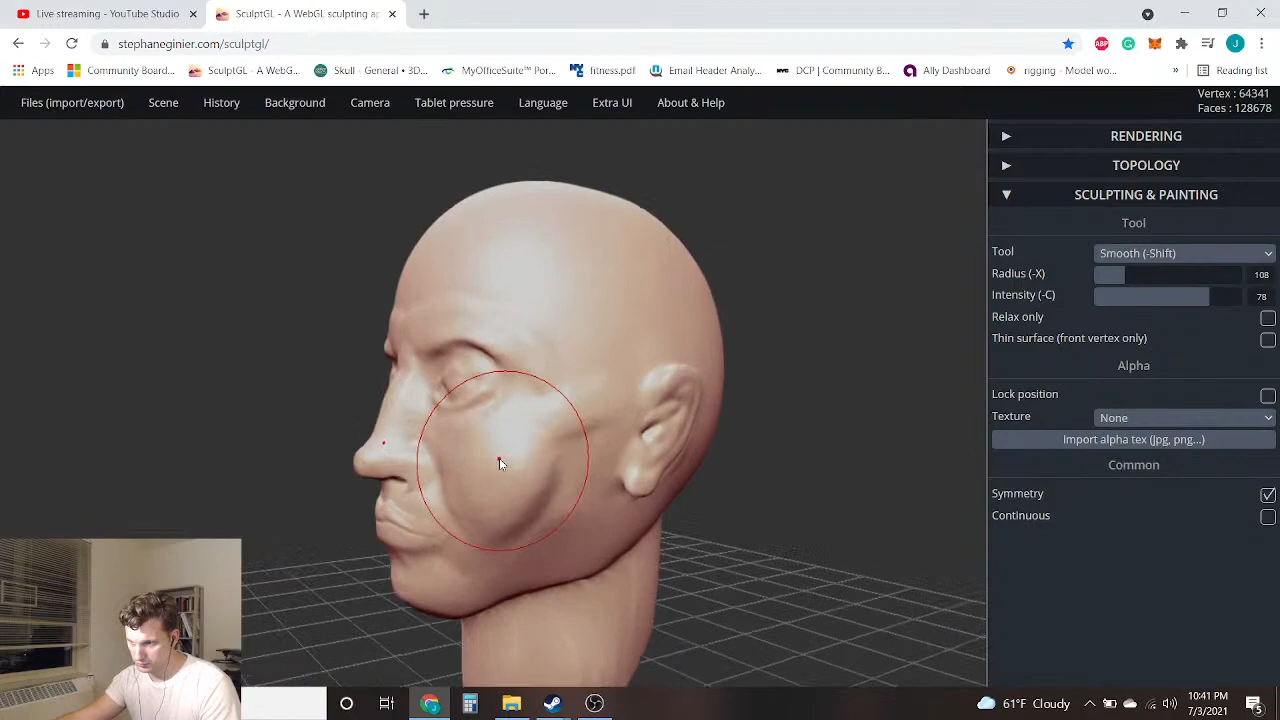 Live streaming - YouTube Studio
SculptGL - A WebGL sculpting ap
stephaneginier.com/sculptgl/
Apps
Community Board...
SculptGL - A WebG...
Skull - General • 3D...
MyOfficeSuite™ Por...
fitness.pdf
Email Header Analy...
DCP | Community B...
Ally Dashboard
rigging - Model wo...
»
Reading list
Files (import/export)
Scene
History
Background
Camera
Tablet pressure
Language
Extra UI
About & Help
Vertex : 64341
Faces : 128678
RENDERING
TOPOLOGY
SCULPTING & PAINTING
Tool
Tool Smooth (-Shift)
Radius (-X) 108
Intensity (-C) 78
Relax only
Thin surface (front vertex only)
Alpha
Lock position
Texture None
Import alpha tex (jpg, png...)
Common
Symmetry
Continuous
61°F Cloudy
10:41 PM
7/3/2021